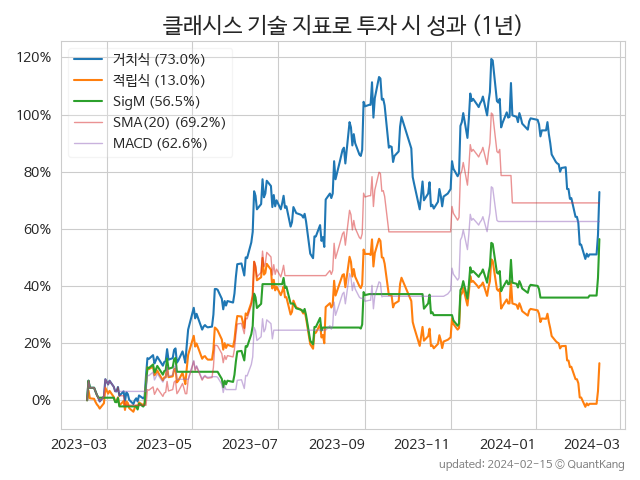 클래시스 기술 지표로 투자 시 성과 (1년)
거치식 (73.0%)
적립식 (13.0%)
SigM (56.5%)
SMA(20) (69.2%)
MACD (62.6%)
120%
100%
80%
60%
40%
20%
0%
2023-03 2023-05 2023-07 2023-09 2023-11 2024-01 2024-03
updated: 2024-02-15 ⓒ QuantKang